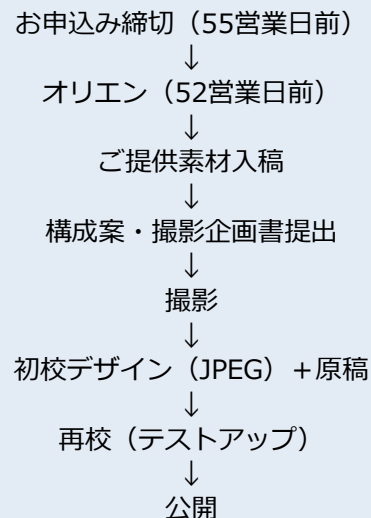 お申込み締切（55営業日前）
↓
オリエン（52営業日前）
↓
ご提供素材入稿
↓
構成案・撮影企画書提出
↓
撮影
↓
初校デザイン（JPEG）＋原稿
↓
再校（テストアップ）
↓
公開